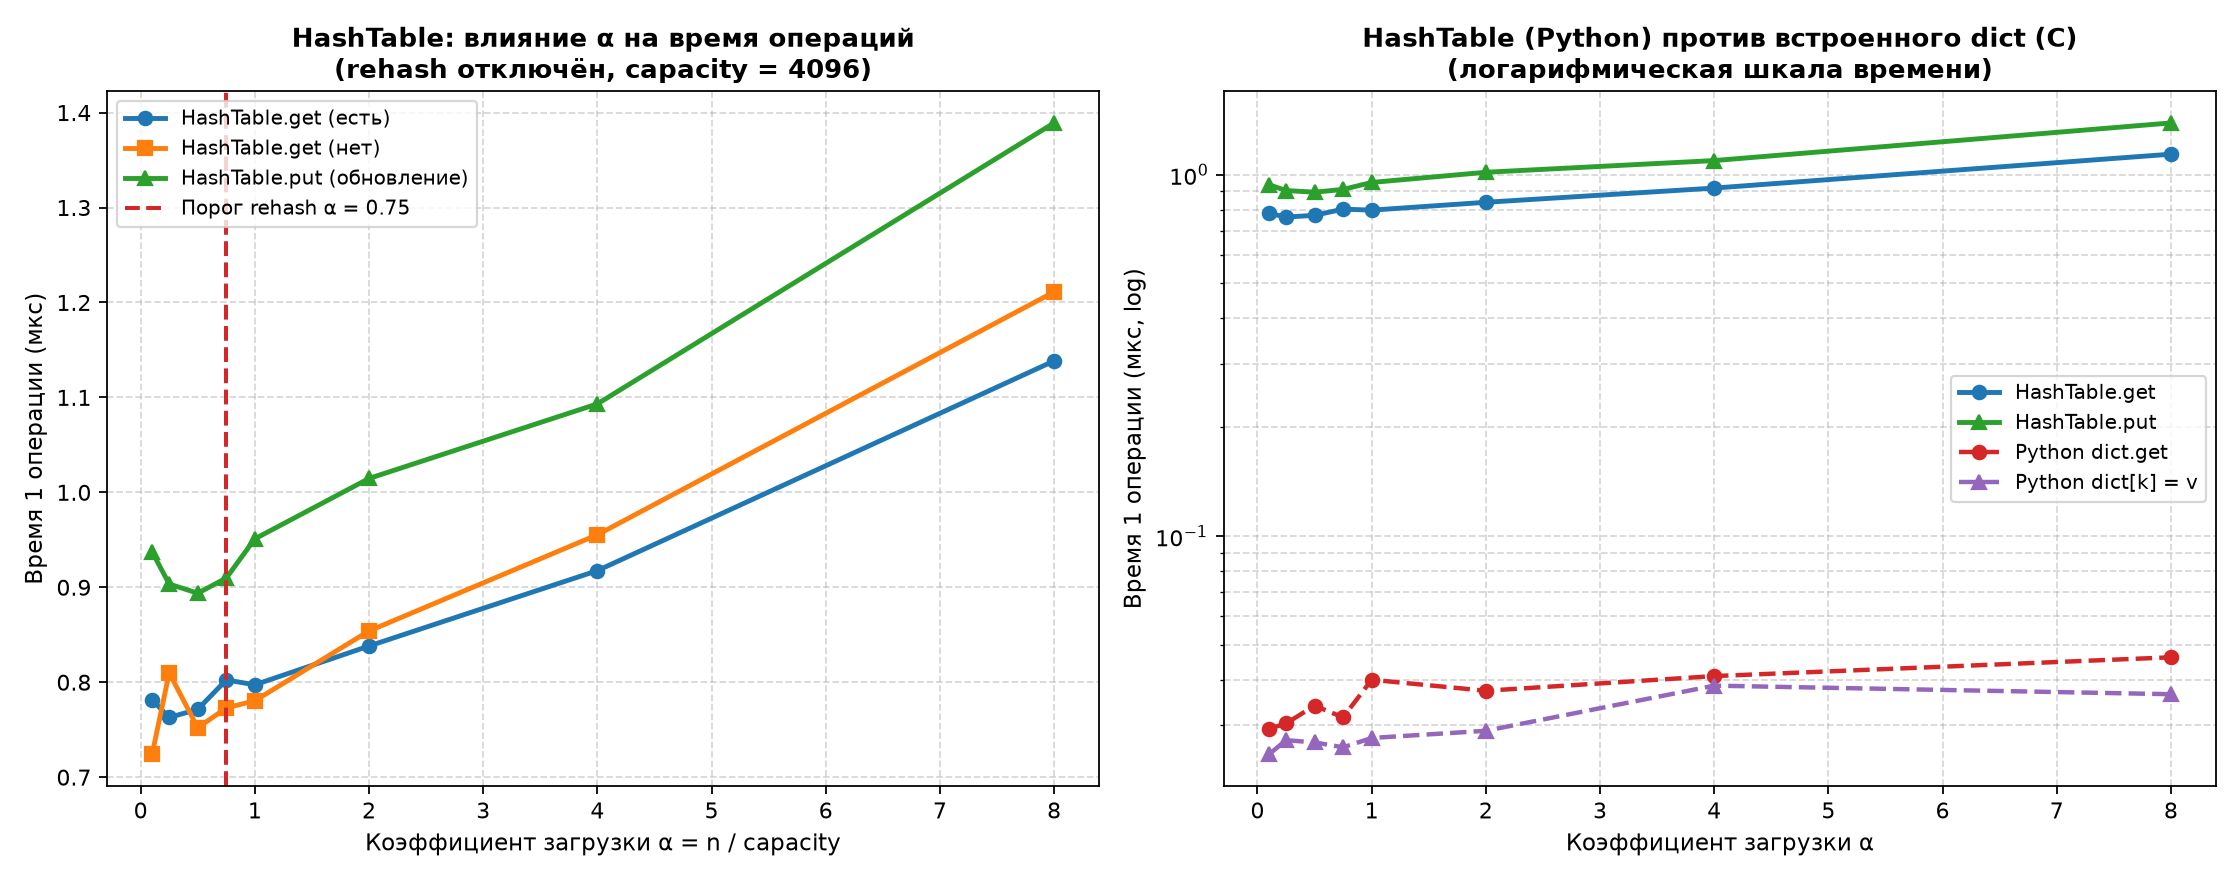 HashTable: влияние α на время операций
(rehash отключён, capacity = 4096)
HashTable.get (есть)
HashTable.get (нет)
HashTable.put (обновление)
Порог rehash α = 0.75
Время 1 операции (мкс)
1.4
1.3
1.2
1.1
1.0
0.9
0.8
0.7
0 1 2 3 4 5 6 7 8
Коэффициент загрузки α = n / capacity
HashTable (Python) против встроенного dict (C)
(логарифмическая шкала времени)
Время 1 операции (мкс, log)
10⁰
10⁻¹
HashTable.get
HashTable.put
Python dict.get
Python dict[k] = v
0 1 2 3 4 5 6 7 8
Коэффициент загрузки α